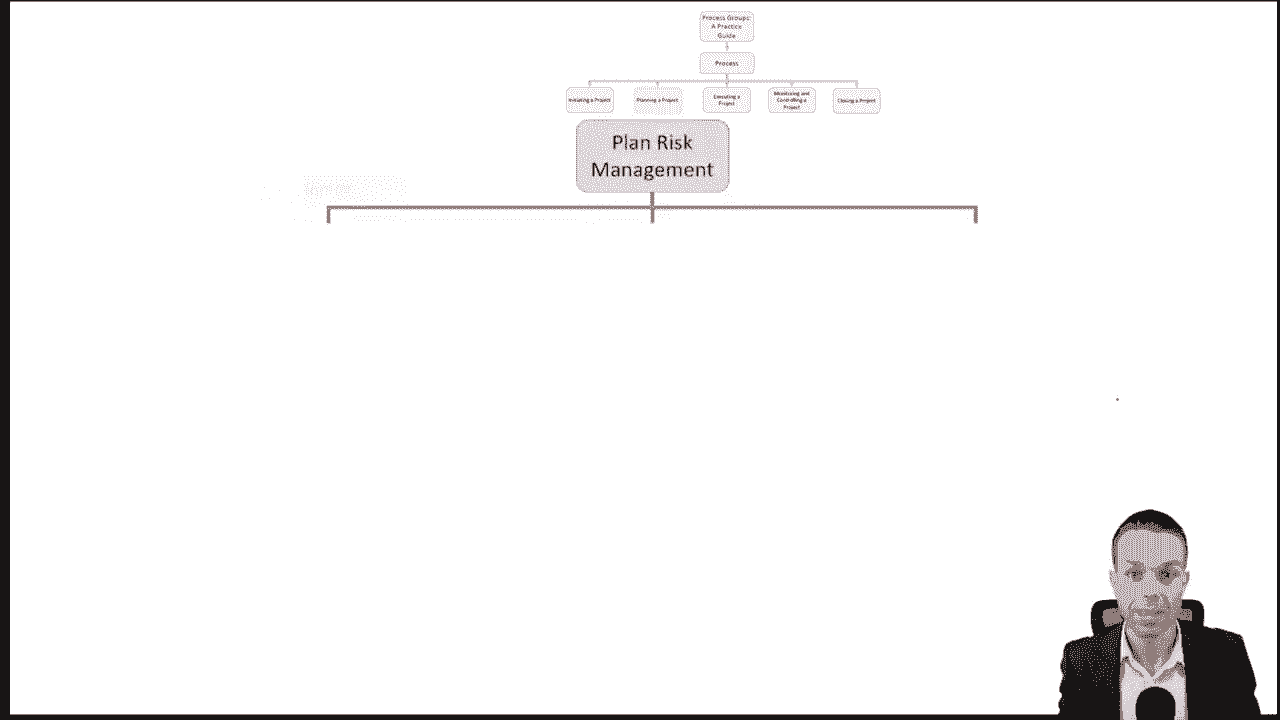 Process Groups:
A Practice
Guide
Process
Initiating a Project
Planning a Project
Executing a
Project
Monitoring and
Controlling a
Project
Closing a Project
Plan Risk
Management